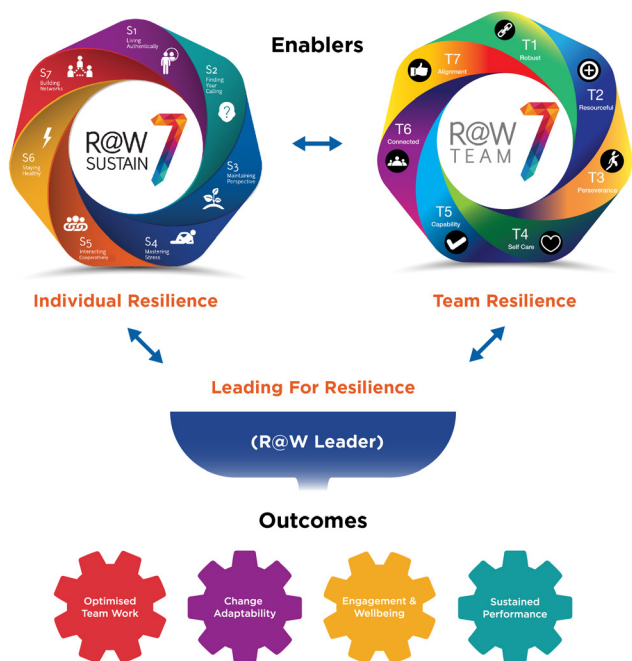 Enablers
S1
Living
Authentically
S2
Finding
Your
Calling
S3
Maintaining
Perspective
S4
Mastering
Stress
S5
Interacting
Cooperatively
S6
Staying
Healthy
S7
Building
Networks
R@W
SUSTAIN
7
T1
Robust
T2
Resourceful
T3
Perseverance
T4
Self Care
T5
Capability
T6
Connected
T7
Alignment
R@W
TEAM
7
Individual Resilience
Team Resilience
Leading For Resilience
(R@W Leader)
Outcomes
Optimised
Team Work
Change
Adaptability
Engagement &
Wellbeing
Sustained
Performance